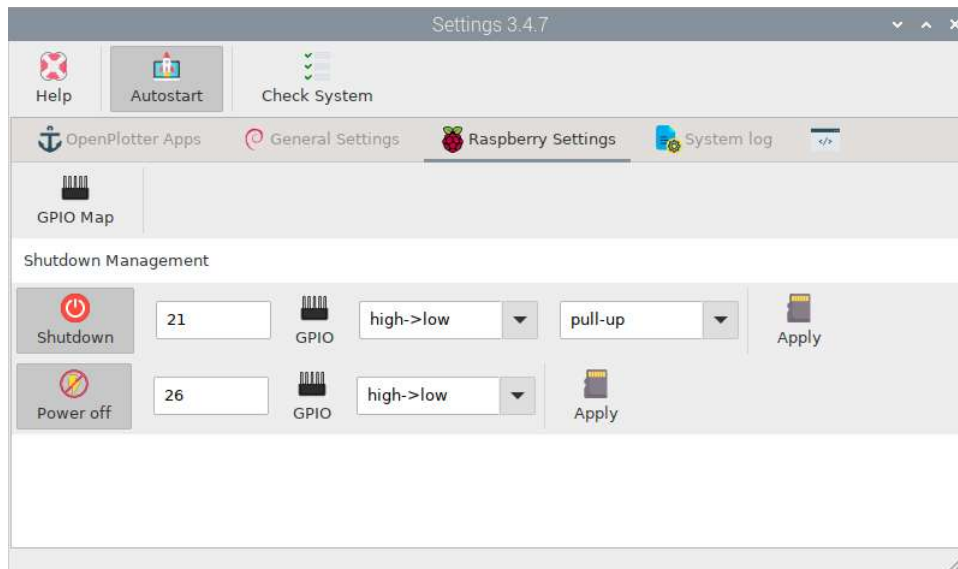 Settings 3.4.7
Help Autostart Check System
OpenPlotter Apps General Settings Raspberry Settings System log </>
GPIO Map
Shutdown Management
Shutdown 21 GPIO high->low pull-up Apply
Power off 26 GPIO high->low Apply